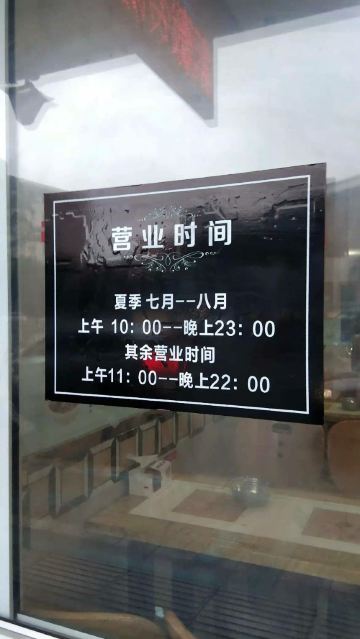 营业时间
夏季七月--八月
上午 10：00--晚上23：00
其余营业时间
上午11：00--晚上22：00